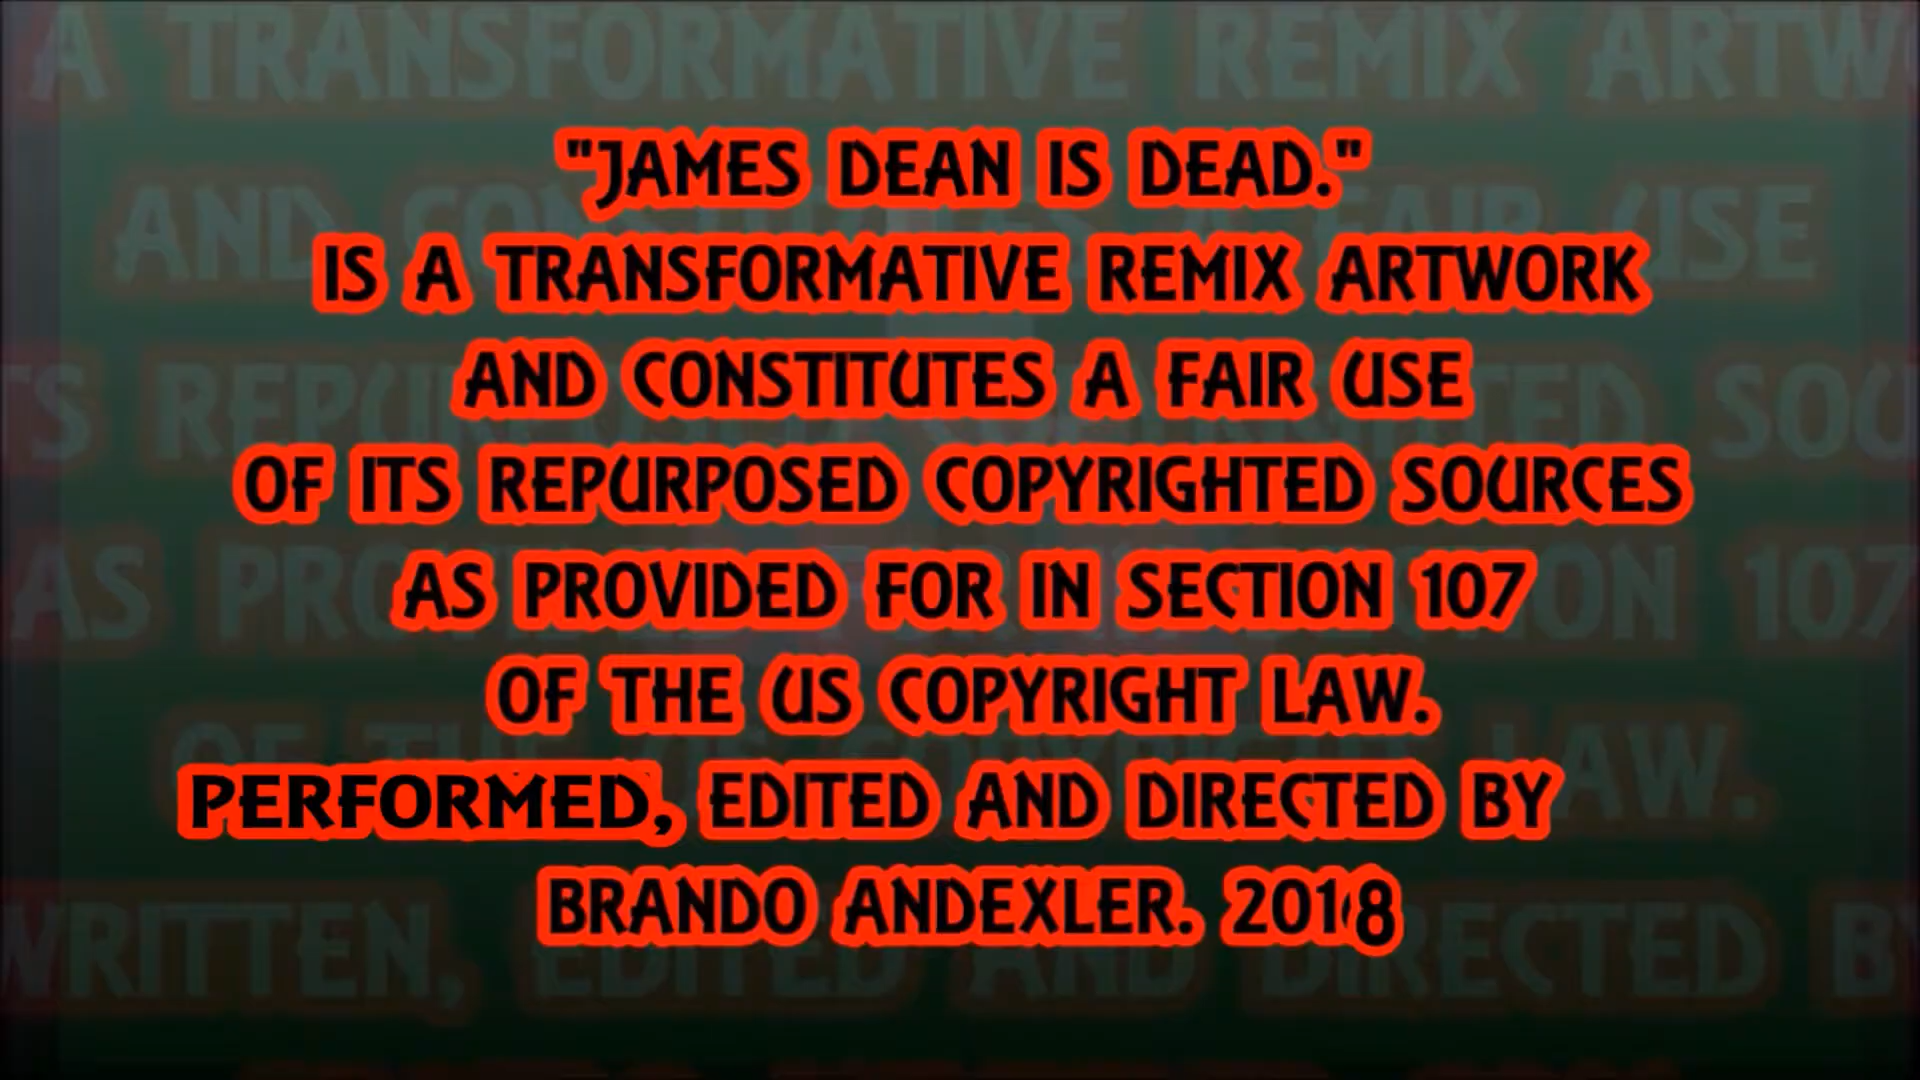 "JAMES DEAN IS DEAD."
IS A TRANSFORMATIVE REMIX ARTWORK
AND CONSTITUTES A FAIR USE
OF ITS REPURPOSED COPYRIGHTED SOURCES
AS PROVIDED FOR IN SECTION 107
OF THE US COPYRIGHT LAW.
PERFORMED, EDITED AND DIRECTED BY
BRANDO ANDEXLER. 2018